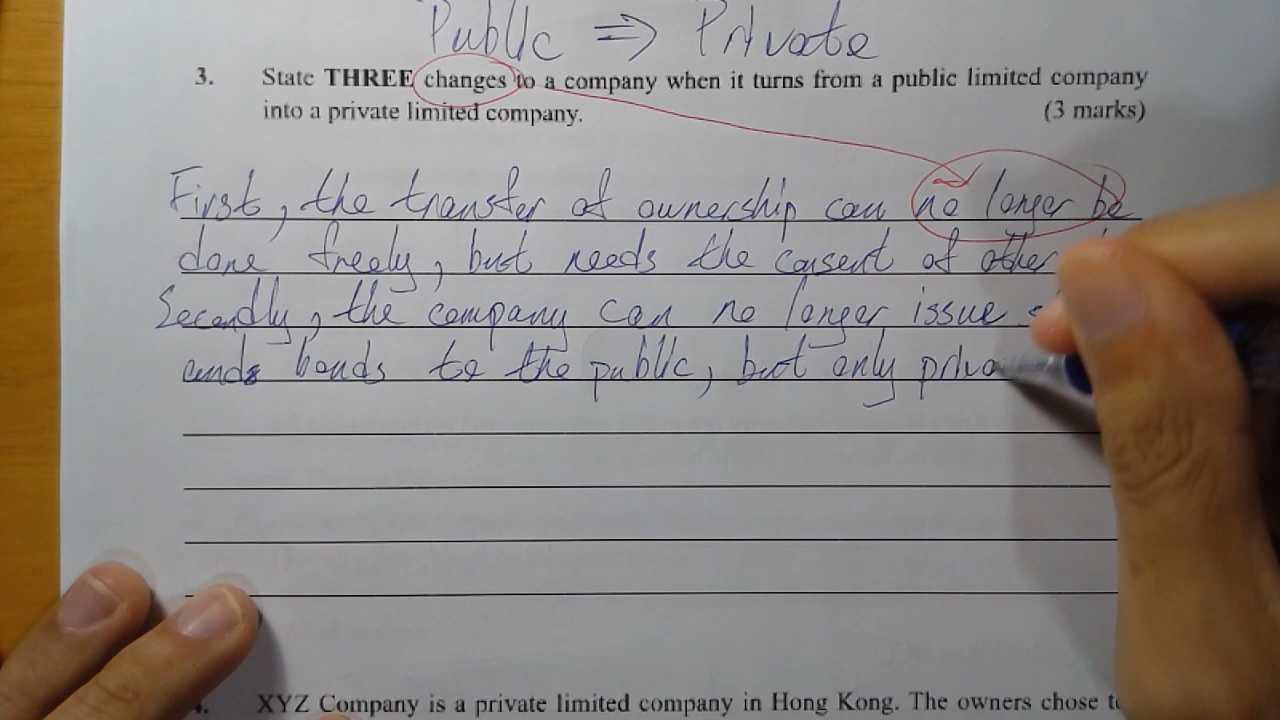 Public ⇒ Private
3. State THREE changes to a company when it turns from a public limited company
into a private limited company. (3 marks)
First, the transfer of ownership can no longer be
done freely, but needs the consent of other
Secondly, the company can no longer issue
and bonds to the public, but only priva
XYZ Company is a private limited company in Hong Kong. The owners chose